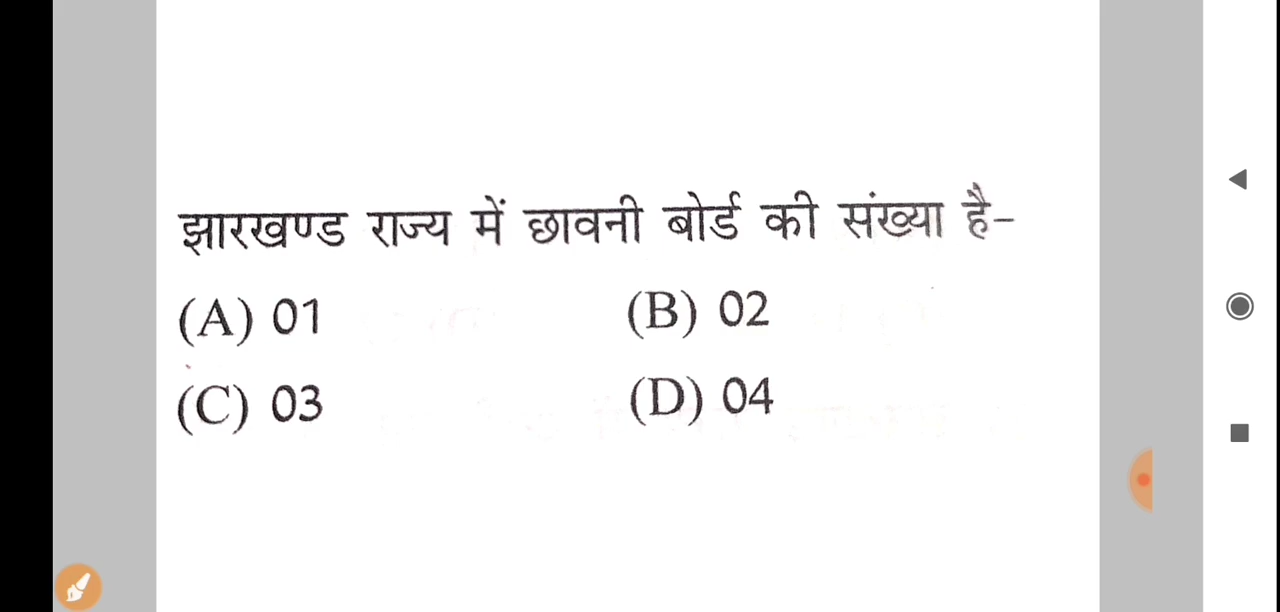 झारखण्ड राज्य में छावनी बोर्ड की संख्या है-
(A) 01 (B) 02
(C) 03 (D) 04